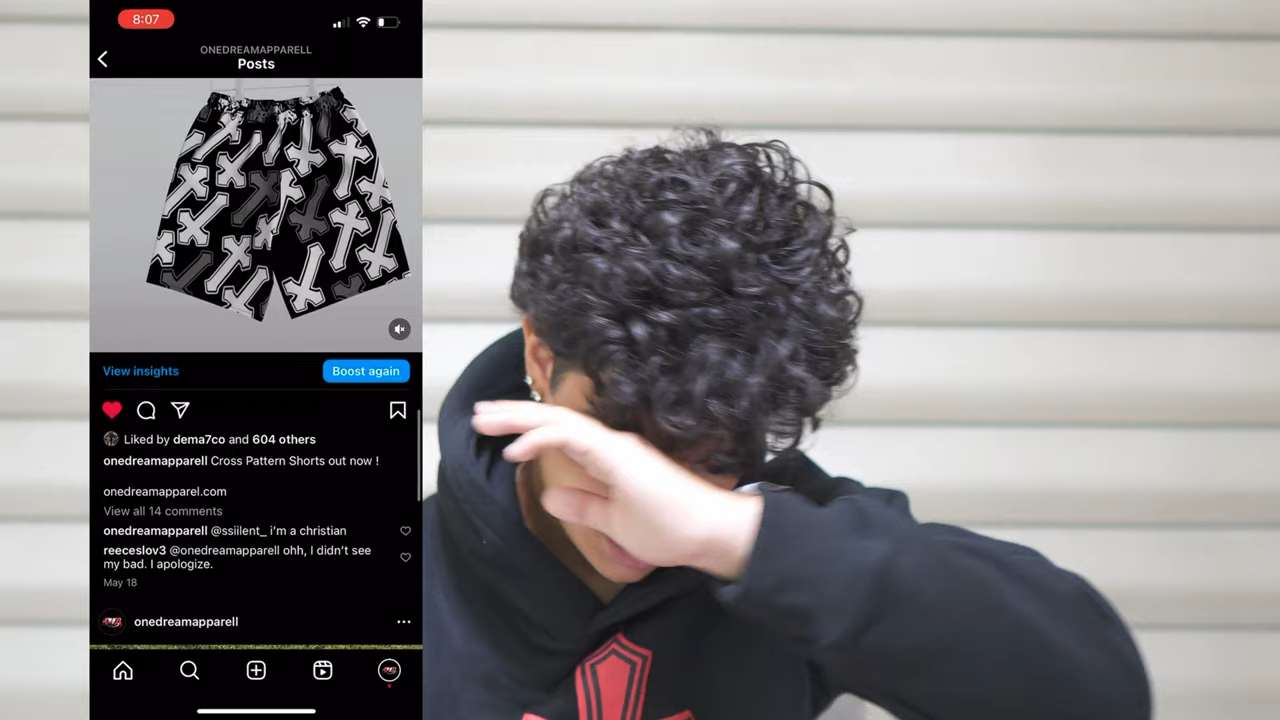 8:07
ONEDREAMAPPARELL
Posts
View insights
Boost again
Liked by dema7co and 604 others
onedreamapparell Cross Pattern Shorts out now !
onedreamapparel.com
View all 14 comments
onedreamapparell @ssiilent_ i'm a christian
reeceslov3 @onedreamapparell ohh, I didn't see
my bad. I apologize.
May 18
onedreamapparell